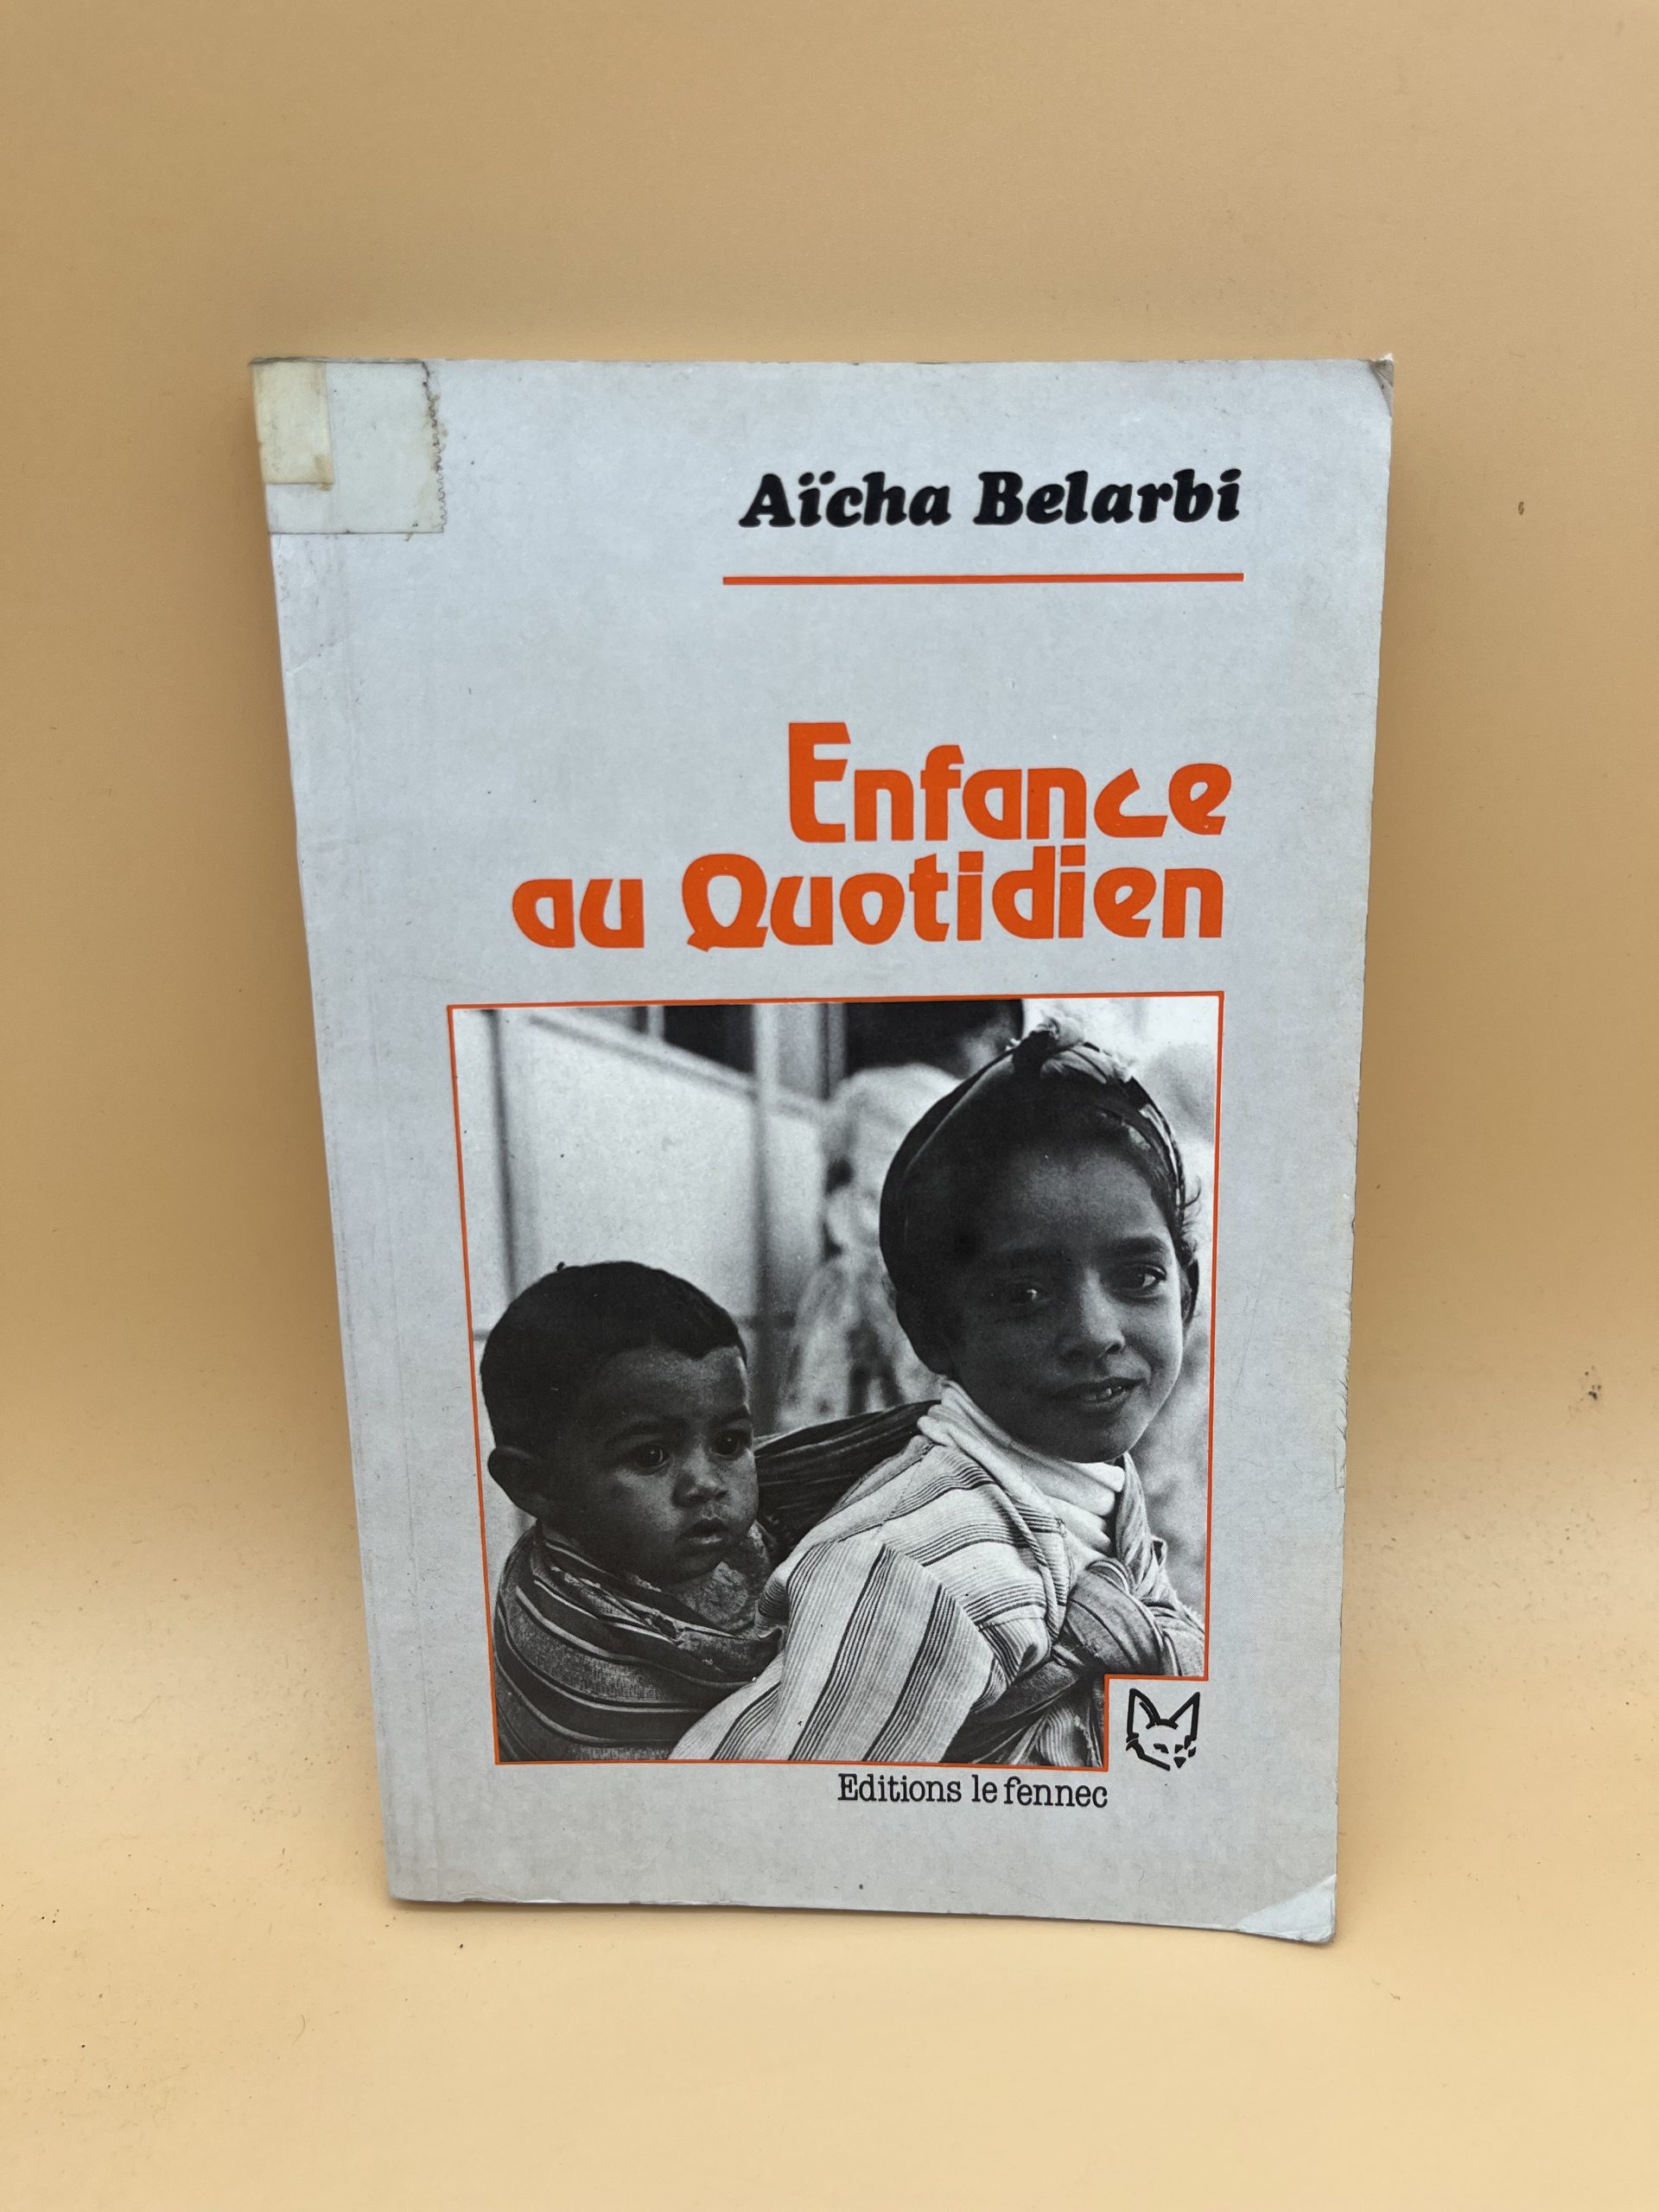 Aïcha Belarbi
Enfance
au Quotidien
Editions le fennec